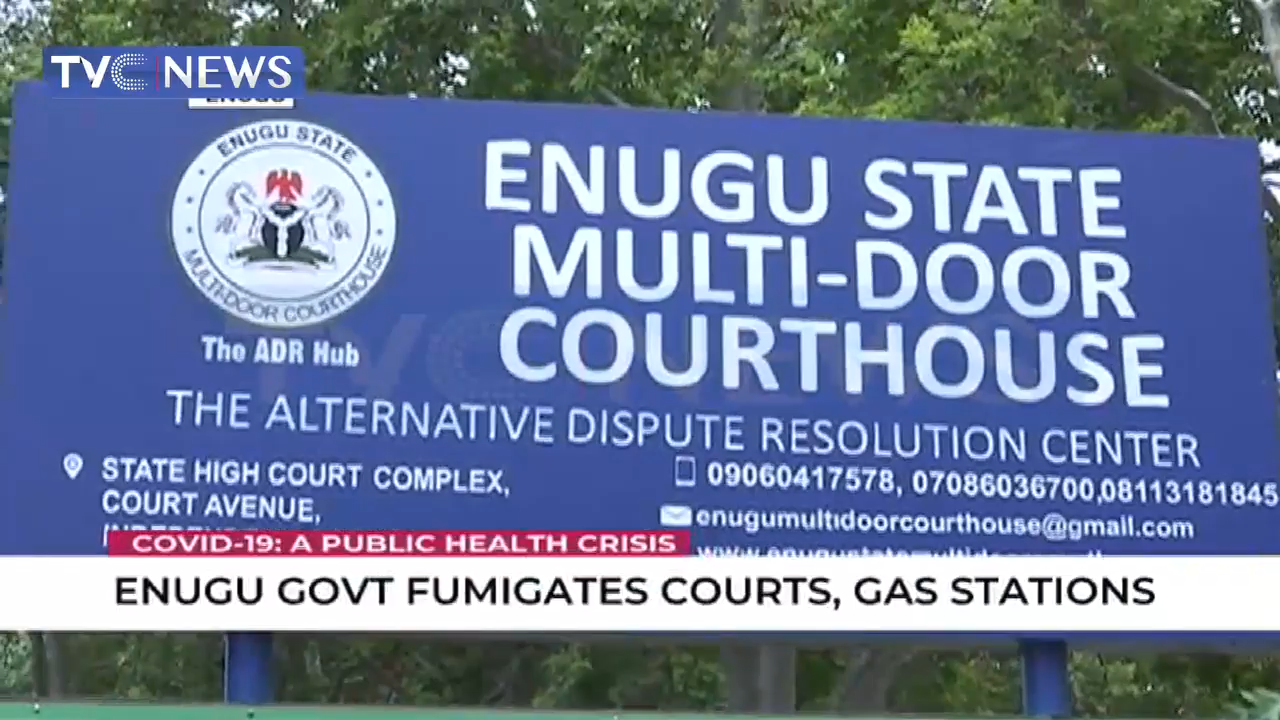 TVC NEWS
ENUGU
ENUGU STATE
MULTI-DOOR COURTHOUSE
The ADR Hub
ENUGU STATE
MULTI-DOOR
COURTHOUSE
THE ALTERNATIVE DISPUTE RESOLUTION CENTER
STATE HIGH COURT COMPLEX,
COURT AVENUE,
09060417578, 07086036700,08113181845
enugumultidoorcourthouse@gmail.com
COVID-19: A PUBLIC HEALTH CRISIS
ENUGU GOVT FUMIGATES COURTS, GAS STATIONS